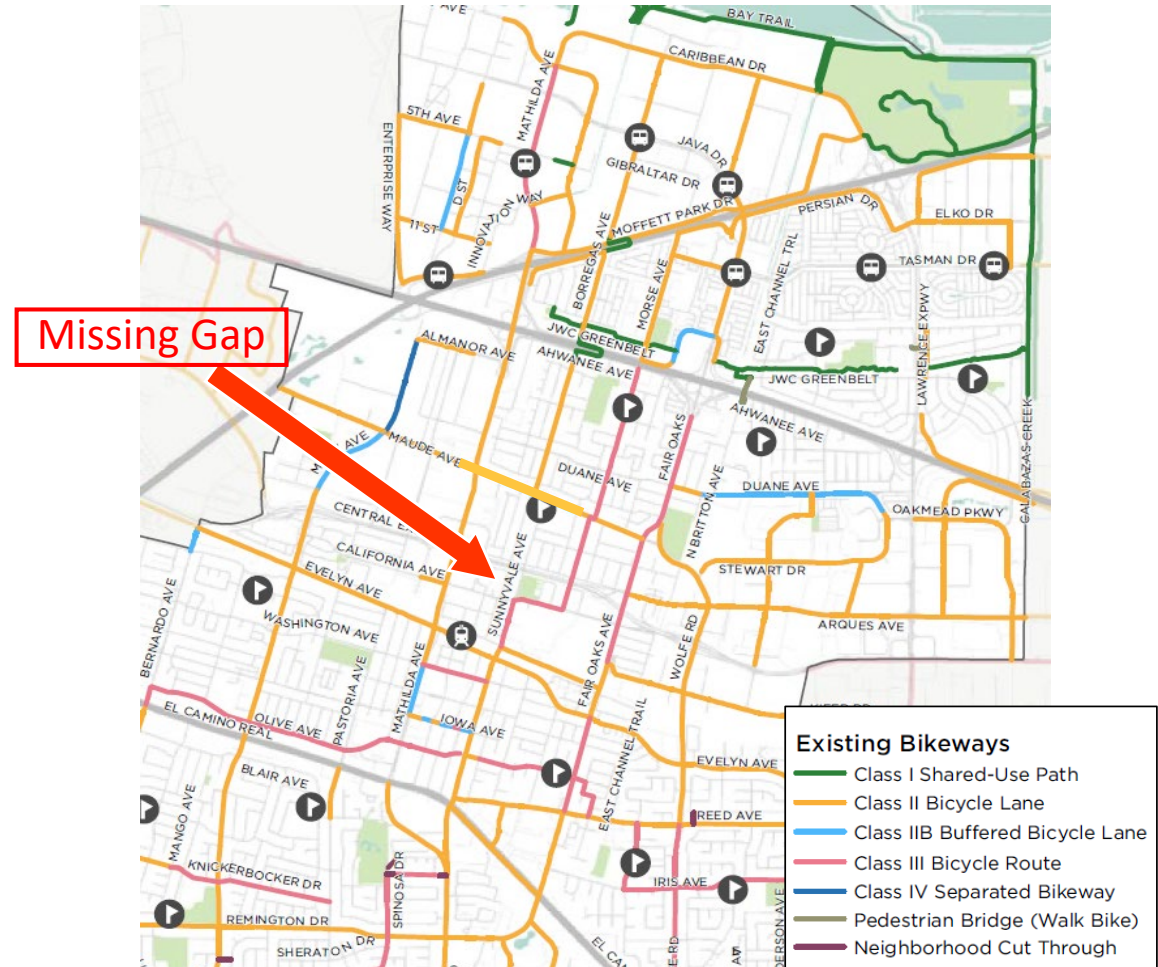 AVE
BAY TRAIL
MATHILDA AVE
CARIBBEAN DR
5TH AVE
ENTERPRISE WAY
JAVA DR
GIBRALTAR DR
D ST
INNOVATION WAY
11 ST
MOFFETT PARK DR
PERSIAN DR
ELKO DR
BORREGAS AVE
EAST CHANNEL TRL
TASMAN DR
MORSE AVE
Missing Gap
ALMANOR AVE
JWC GREENBELT
AHWANEE AVE
LAWRENCE EXPWY
JWC GREENBELT
AHWANEE AVE
FAIR OAKS
CALABAZAS CREEK
AVE
MAUDE AVE
DUANE AVE
DUANE AVE
N BRITTON AVE
OAKMEAD PKWY
CENTRAL
CALIFORNIA AVE
SUNNYVALE AVE
STEWART DR
EVELYN AVE
BERNARDO AVE
WASHINGTON AVE
ARQUES AVE
WOLFE RD
PASTORIA AVE
MATHILDA AVE
FAIR OAKS AVE
EL CAMINO REAL
OLIVE AVE
IOWA AVE
EAST CHANNEL TRAIL
EVELYN AVE
BLAIR AVE
MANGO AVE
REED AVE
KNICKERBOCKER DR
SPINOSA DR
IRIS AVE
REMINGTON DR
SHERATON DR
EL CA
E RD
Existing Bikeways
Class I Shared-Use Path
Class II Bicycle Lane
Class IIB Buffered Bicycle Lane
Class III Bicycle Route
Class IV Separated Bikeway
Pedestrian Bridge (Walk Bike)
Neighborhood Cut Through